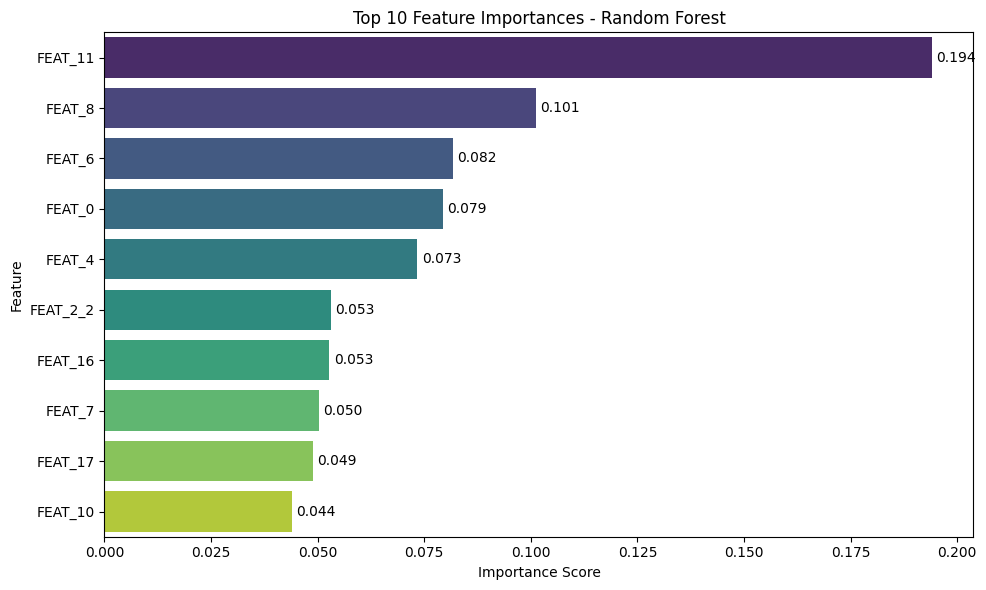 Top 10 Feature Importances - Random Forest
Feature
FEAT_11 0.194
FEAT_8 0.101
FEAT_6 0.082
FEAT_0 0.079
FEAT_4 0.073
FEAT_2_2 0.053
FEAT_16 0.053
FEAT_7 0.050
FEAT_17 0.049
FEAT_10 0.044
0.000 0.025 0.050 0.075 0.100 0.125 0.150 0.175 0.200
Importance Score